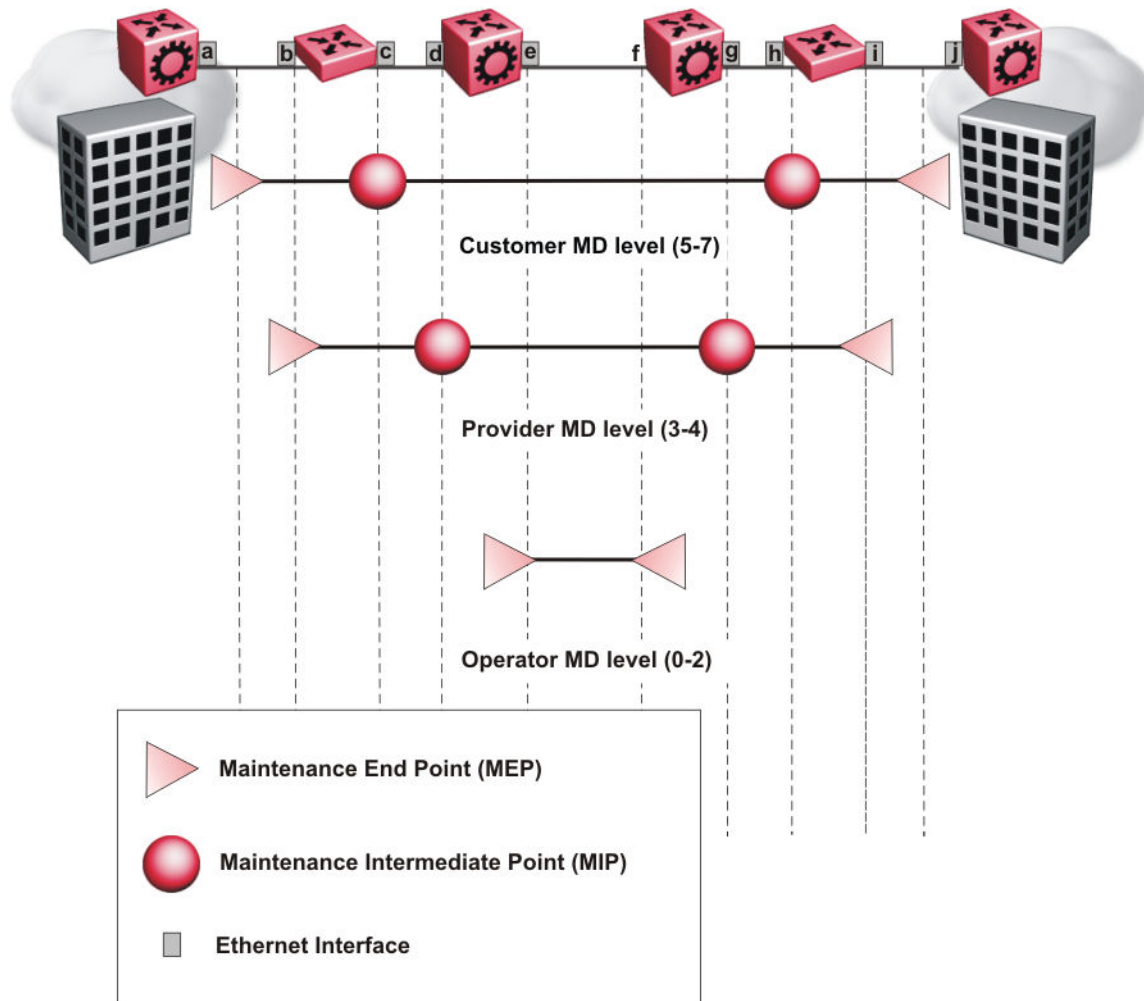 a b c d e f g h i j
Customer MD level (5-7)
Provider MD level (3-4)
Operator MD level (0-2)
Maintenance End Point (MEP)
Maintenance Intermediate Point (MIP)
Ethernet Interface